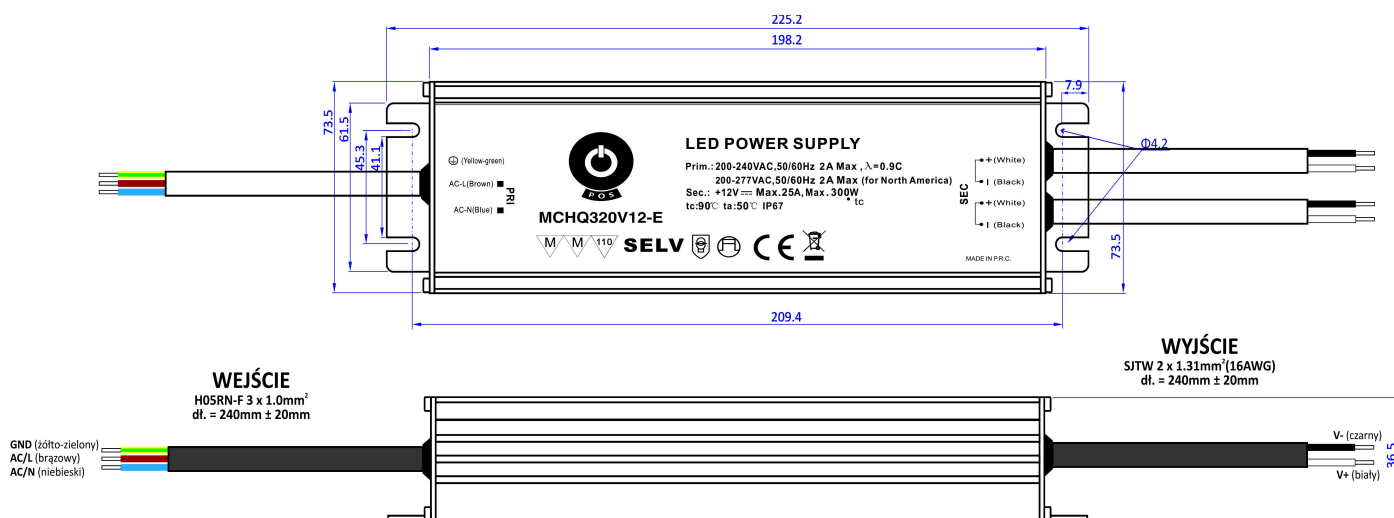 225.2
198.2
7.9
73.5
61.5
45.3
41.1
Φ4.2
73.5
(Yellow-green)
AC-L(Brown)
AC-N(Blue)
PRI
POS
MCHQ320V12-E
M M 110 SELV CE
LED POWER SUPPLY
Prim.: 200-240VAC,50/60Hz 2A Max , λ=0.9C
200-277VAC,50/60Hz 2A Max (for North America)
Sec.: +12V Max.25A, Max. 300W
tc:90℃ ta:50℃ IP67
tc
SEC
+ (White)
I (Black)
+ (White)
I (Black)
MADE IN P.R.C.
209.4
WEJŚCIE
H05RN-F 3 x 1.0mm²
dł. = 240mm ± 20mm
WYJŚCIE
SJTW 2 x 1.31mm²(16AWG)
dł. = 240mm ± 20mm
GND (żółto-zielony)
AC/L (brązowy)
AC/N (niebieski)
V- (czarny)
V+ (biały)
36.5